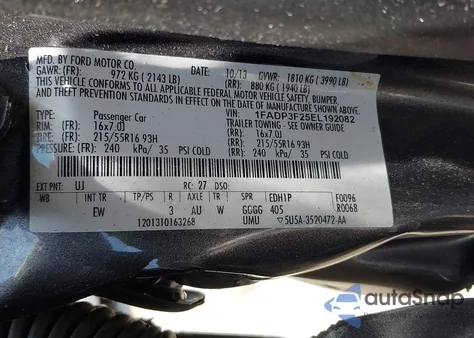 MFD. BY FORD MOTOR CO.
DATE: 10/13 GVWR: 1810 KG ( 3990 LB)
GAWR: (FR): 972 KG ( 2143 LB) (RR): 880 KG ( 1940 LB)
THIS VEHICLE CONFORMS TO ALL APPLICABLE FEDERAL MOTOR VEHICLE SAFETY, BUMPER,
AND THEFT PREVENTION STANDARDS IN EFFECT ON THE DATE OF MANUFACTURE SHOWN ABOVE.
VIN: 1FADP3F25EL192082
TYPE: Passenger Car TRAILER TOWING - SEE OWNER GUIDE
RIM: (FR) 16x7.0J (RR) 16x7.0J
TIRE: (FR) 215/55R16 93H (RR) 215/55R16 93H
PRESSURE: (FR) 240 kPa/ 35 PSI COLD (RR) 240 kPa/ 35 PSI COLD
EXT PNT: UJ RC: 27 DSO:
WB INT TR TP/PS R AXLE TR SPR EDH1P F0096
EW 3 AU W GGGG 405 R0068
1201310163268 UMU 5U5A-3520472-AA
autoSnap